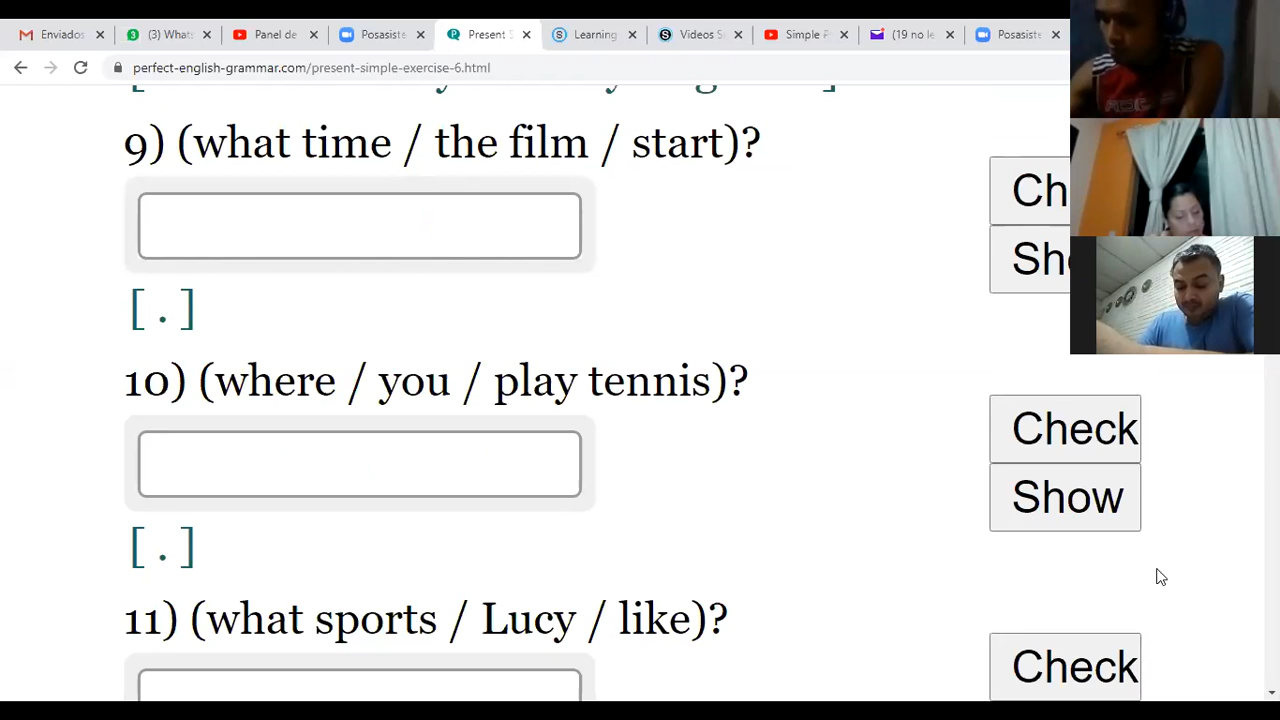 Enviados
(3) What
Panel de
Posasiste
Present S
Learning
Videos S
Simple P
(19 no le
Posasiste
perfect-english-grammar.com/present-simple-exercise-6.html
9) (what time / the film / start)?
Ch
Sh
[ . ]
10) (where / you / play tennis)?
Check
Show
[ . ]
11) (what sports / Lucy / like)?
Check